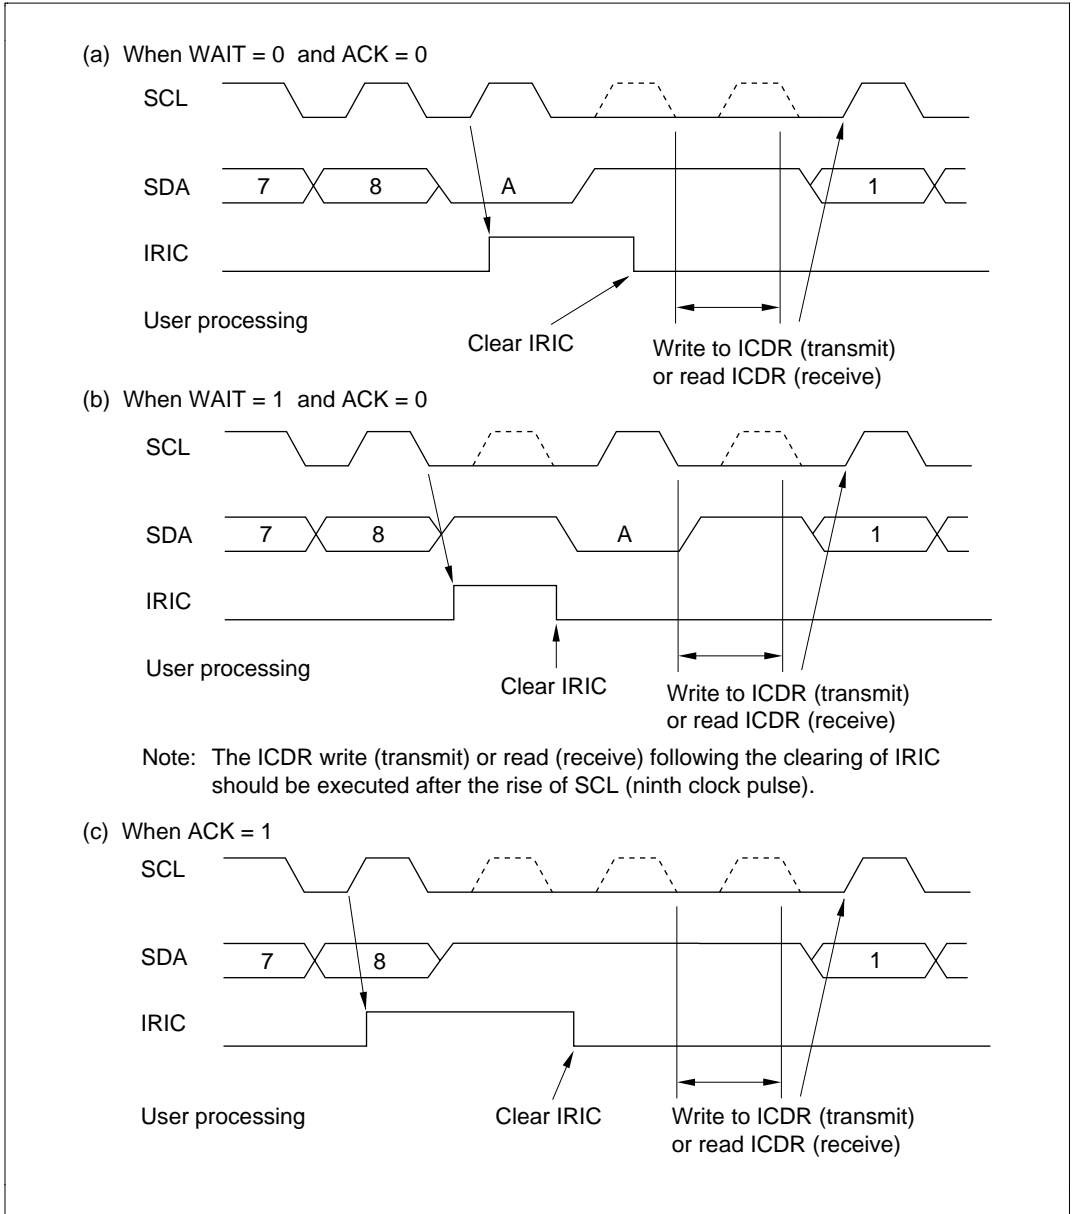 (a) When WAIT = 0 and ACK = 0
SCL
SDA
7
8
A
1
IRIC
User processing
Clear IRIC
Write to ICDR (transmit)
or read ICDR (receive)
(b) When WAIT = 1 and ACK = 0
SCL
SDA
7
8
A
1
IRIC
User processing
Clear IRIC
Write to ICDR (transmit)
or read ICDR (receive)
Note: The ICDR write (transmit) or read (receive) following the clearing of IRIC
should be executed after the rise of SCL (ninth clock pulse).
(c) When ACK = 1
SCL
SDA
7
8
1
IRIC
User processing
Clear IRIC
Write to ICDR (transmit)
or read ICDR (receive)